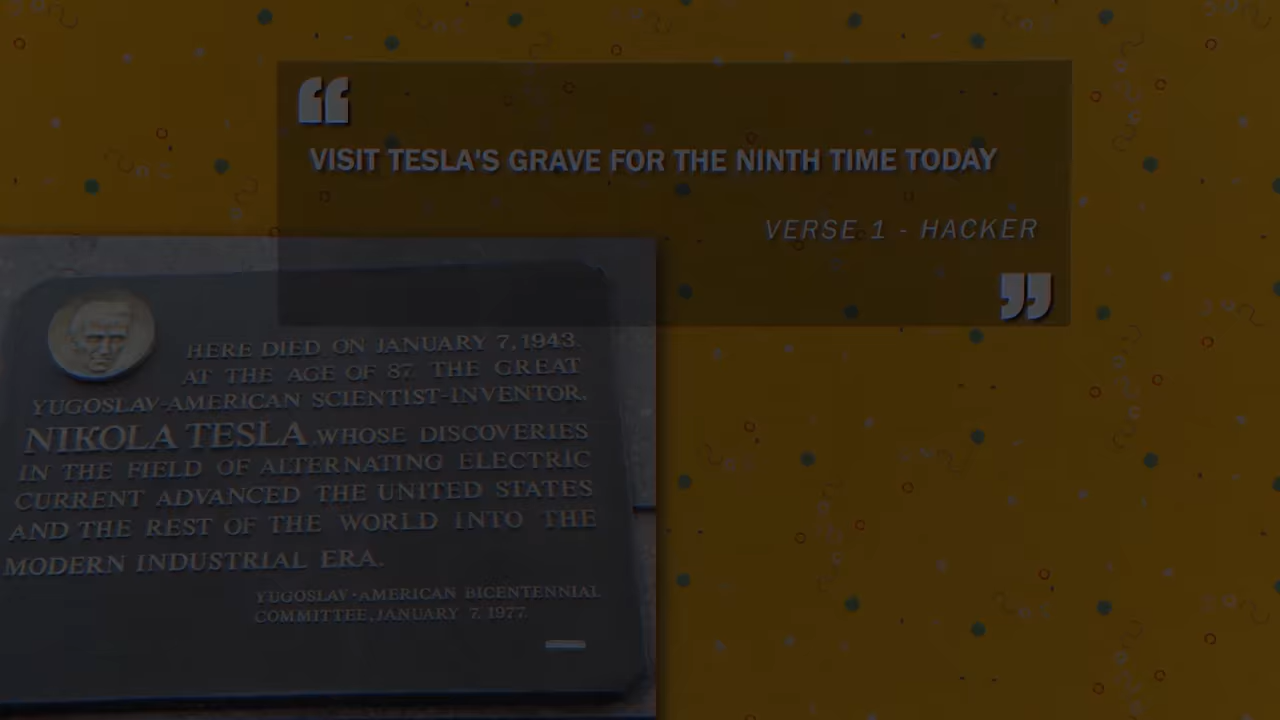 ❝
VISIT TESLA'S GRAVE FOR THE NINTH TIME TODAY
VERSE 1 - HACKER
❞
HERE DIED ON JANUARY 7, 1943.
AT THE AGE OF 87, THE GREAT
YUGOSLAV-AMERICAN SCIENTIST-INVENTOR,
NIKOLA TESLA WHOSE DISCOVERIES
IN THE FIELD OF ALTERNATING ELECTRIC
CURRENT ADVANCED THE UNITED STATES
AND THE REST OF THE WORLD INTO THE
MODERN INDUSTRIAL ERA.
YUGOSLAV-AMERICAN BICENTENNIAL
COMMITTEE, JANUARY 7, 1977.